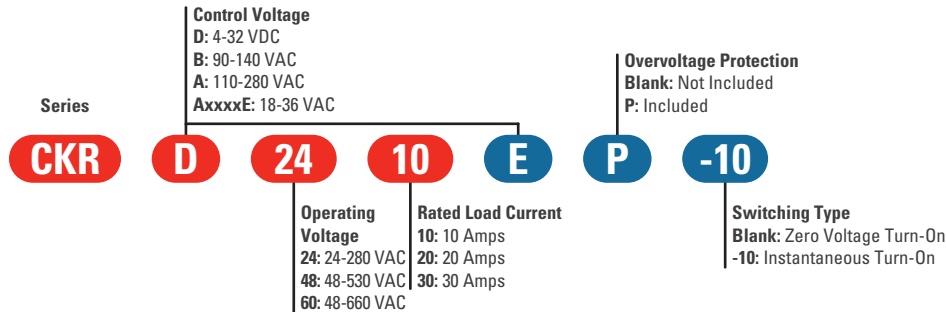 Control Voltage
D: 4-32 VDC
B: 90-140 VAC
A: 110-280 VAC
AxxxxE: 18-36 VAC
Overvoltage Protection
Blank: Not Included
P: Included
Series
CKR D 24 10 E P -10
Operating
Voltage
24: 24-280 VAC
48: 48-530 VAC
60: 48-660 VAC
Rated Load Current
10: 10 Amps
20: 20 Amps
30: 30 Amps
Switching Type
Blank: Zero Voltage Turn-On
-10: Instantaneous Turn-On